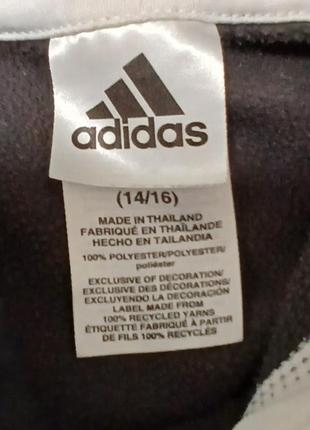 adidas
(14/16)
MADE IN THAILAND
FABRIQUÉ EN THAÏLANDE
HECHO EN TAILANDIA
100% POLYESTER/POLYESTER/
poliéster
EXCLUSIVE OF DECORATION/
EXCLUSIVE DES DÉCORATIONS/
EXCLUYENDO LA DECORACIÓN
LABEL MADE FROM
100% RECYCLED YARNS
ÉTIQUETTE FABRIQUÉ À PARTIR
DE FILS 100% RECYCLÉS